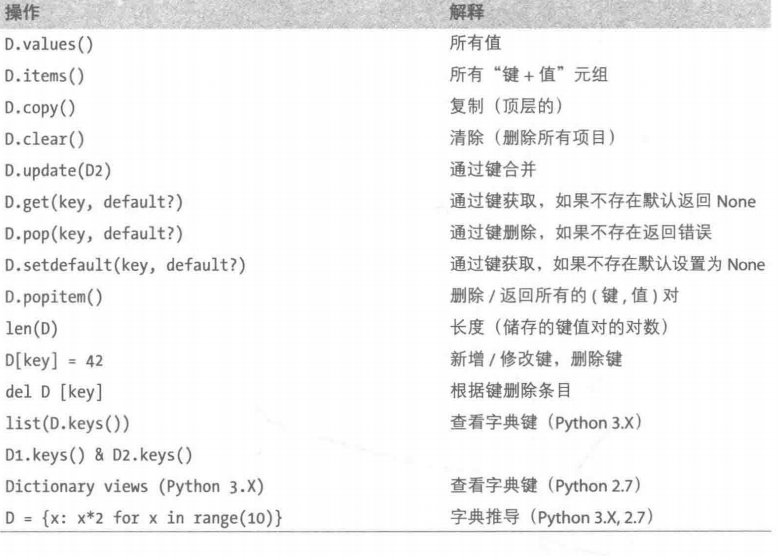 操作 解释
D.values() 所有值
D.items() 所有“键 + 值”元组
D.copy() 复制（顶层的）
D.clear() 清除（删除所有项目）
D.update(D2) 通过键合并
D.get(key, default?) 通过键获取，如果不存在默认返回 None
D.pop(key, default?) 通过键删除，如果不存在返回错误
D.setdefault(key, default?) 通过键获取，如果不存在默认设置为 None
D.popitem() 删除 / 返回所有的 ( 键 , 值 ) 对
len(D) 长度（储存的键值对的对数）
D[key] = 42 新增 / 修改键，删除键
del D [key] 根据键删除条目
list(D.keys()) 查看字典键（Python 3.X）
D1.keys() & D2.keys()
Dictionary views (Python 3.X) 查看字典键（Python 2.7）
D = {x: x*2 for x in range(10)} 字典推导（Python 3.X, 2.7）